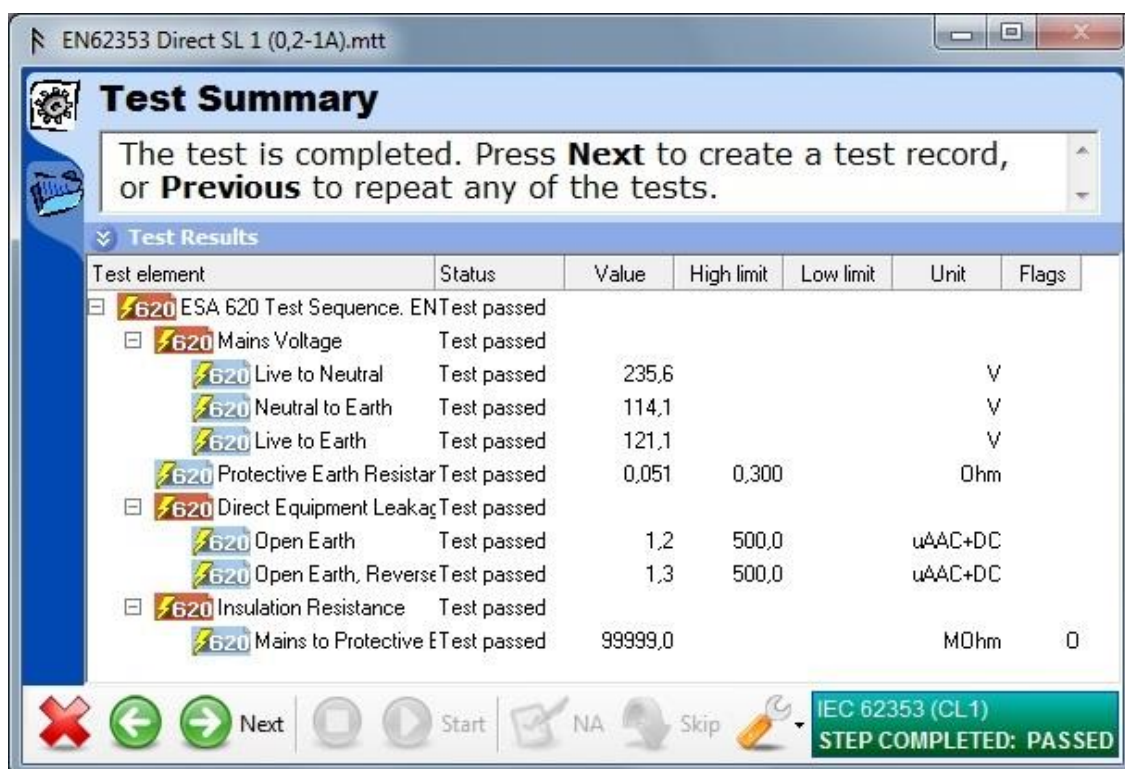 EN62353 Direct SL 1 (0,2-1A).mtt
Test Summary
The test is completed. Press Next to create a test record,
or Previous to repeat any of the tests.
Test Results
Test element Status Value High limit Low limit Unit Flags
620 ESA 620 Test Sequence. EN Test passed
620 Mains Voltage Test passed
620 Live to Neutral Test passed 235,6 V
620 Neutral to Earth Test passed 114,1 V
620 Live to Earth Test passed 121,1 V
620 Protective Earth Resistar Test passed 0,051 0,300 Ohm
620 Direct Equipment Leakag Test passed
620 Open Earth Test passed 1,2 500,0 uAAC+DC
620 Open Earth, Reverse Test passed 1,3 500,0 uAAC+DC
620 Insulation Resistance Test passed
620 Mains to Protective E Test passed 99999,0 MOhm O
Next Start NA Skip
IEC 62353 (CL1)
STEP COMPLETED: PASSED